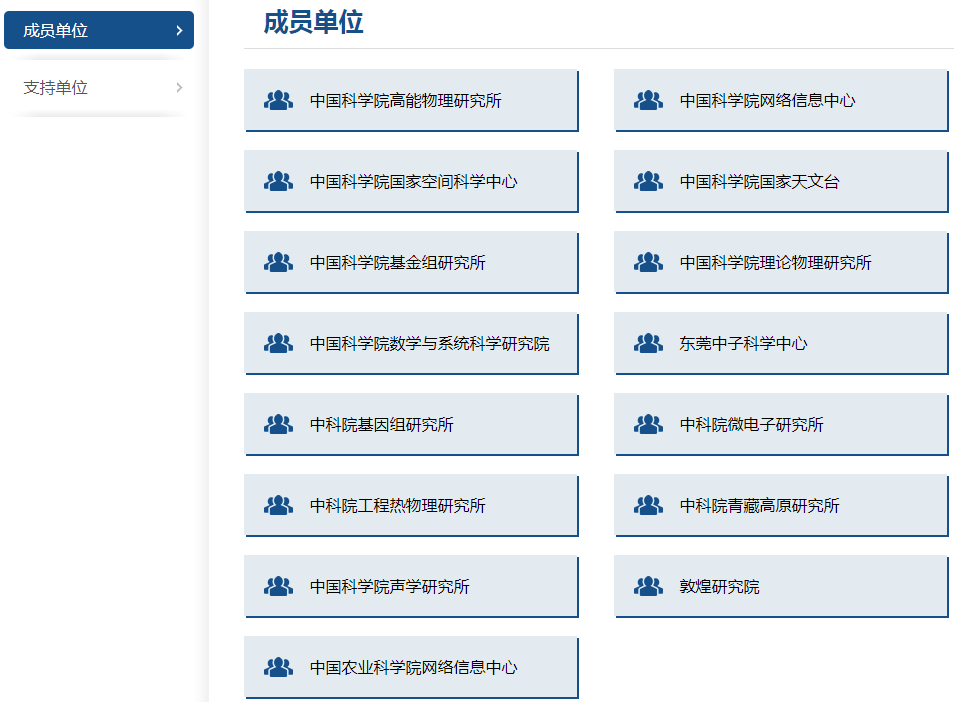 成员单位
支持单位
成员单位
中国科学院高能物理研究所
中国科学院网络信息中心
中国科学院国家空间科学中心
中国科学院国家天文台
中国科学院基金组研究所
中国科学院理论物理研究所
中国科学院数学与系统科学研究院
东莞中子科学中心
中科院基因组研究所
中科院微电子研究所
中科院工程热物理研究所
中科院青藏高原研究所
中国科学院声学研究所
敦煌研究院
中国农业科学院网络信息中心